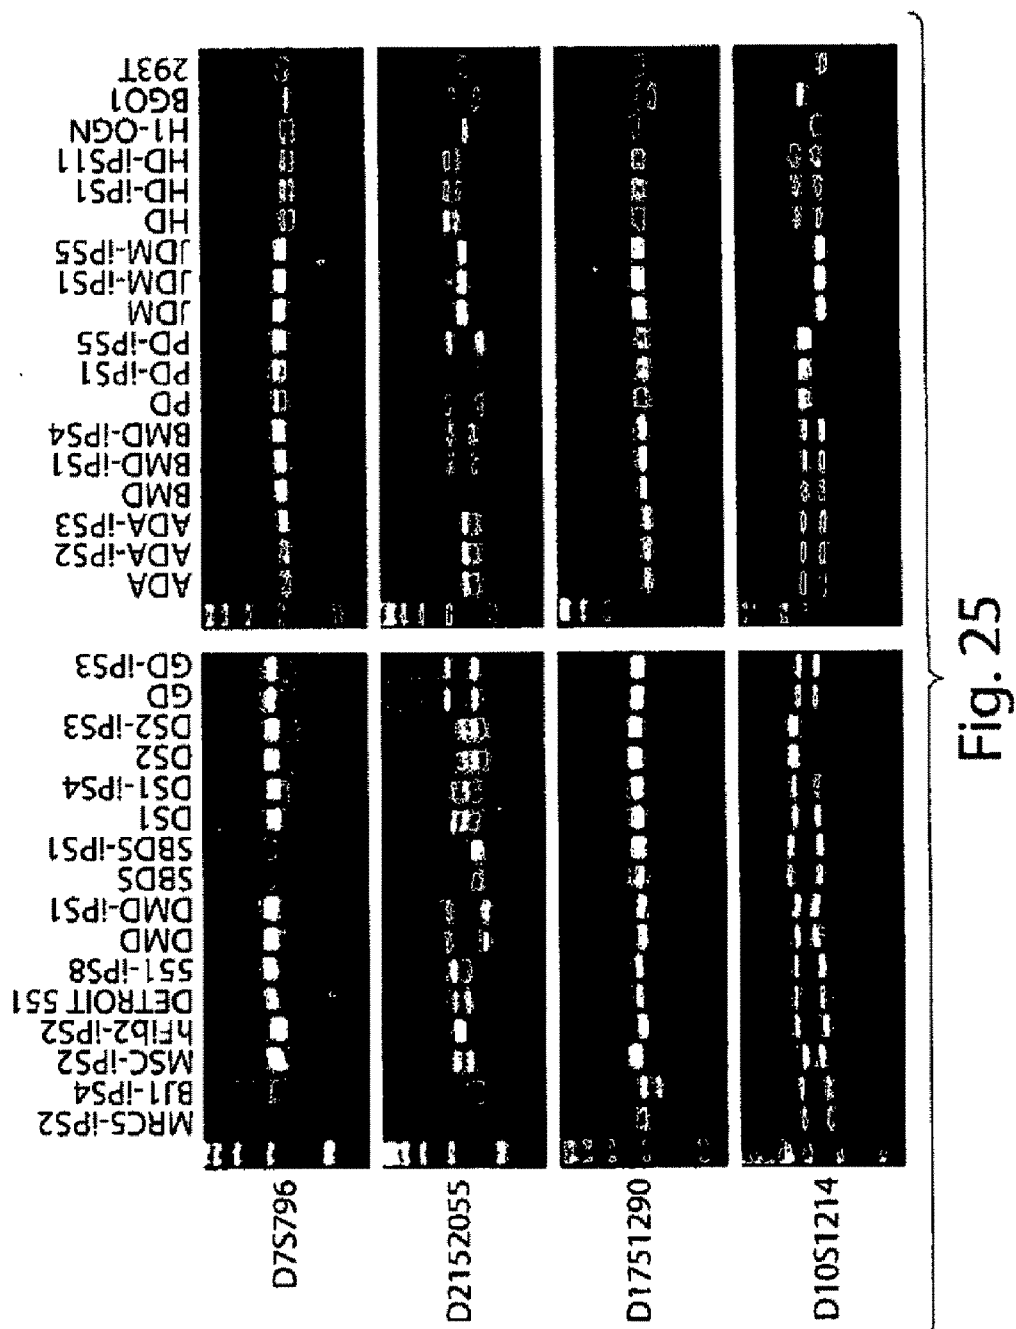 MRC5-iPS2
BJ1-iPS4
MSC-iPS2
hFib2-iPS2
DETROIT 551
551-iPS8
DMD
DMD-iPS1
SBDS
SBDS-iPS1
DS1
DS1-iPS4
DS2
DS2-iPS3
GD
GD-iPS3
ADA
ADA-iPS2
ADA-iPS3
BMD
BMD-iPS1
BMD-iPS4
PD
PD-iPS1
PD-iPS5
JDM
JDM-iPS1
JDM-iPS5
HD
HD-iPS1
HD-iPS11
H1-OGN
BGO1
293T
D7S796
D21S2055
D17S1290
D10S1214
Fig. 25